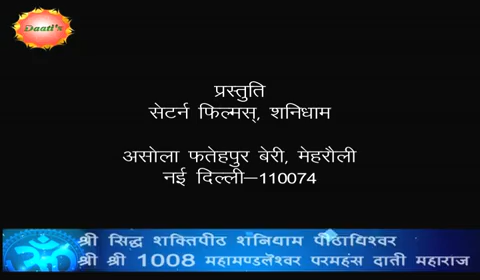 Daati's
प्रस्तुति
सेटर्न फिल्मस्, शनिधाम
असोला फतेहपुर बेरी, मेहरौली
नई दिल्ली–110074
श्री सिद्ध शक्तिपीठ शनिधाम पीठाधिश्वर
श्री श्री 1008 महामण्डलेश्वर परमहंस दाती महाराज